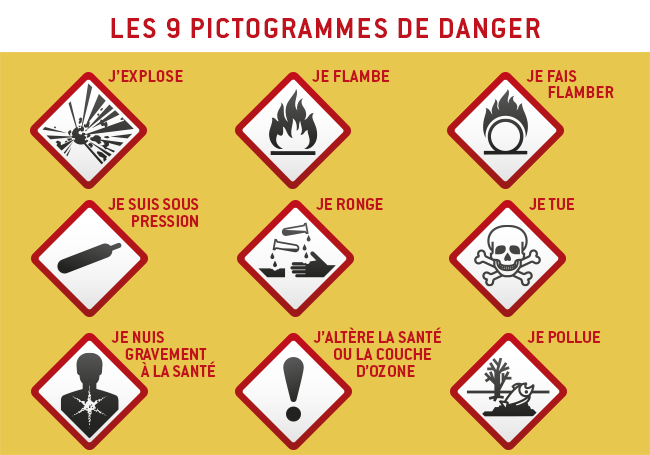 LES 9 PICTOGRAMMES DE DANGER
J'EXPLOSE
JE FLAMBE
JE FAIS
FLAMBER
JE SUIS SOUS
PRESSION
JE RONGE
JE TUE
JE NUIS
GRAVEMENT
À LA SANTÉ
J'ALTÈRE LA SANTÉ
OU LA COUCHE
D'OZONE
JE POLLUE